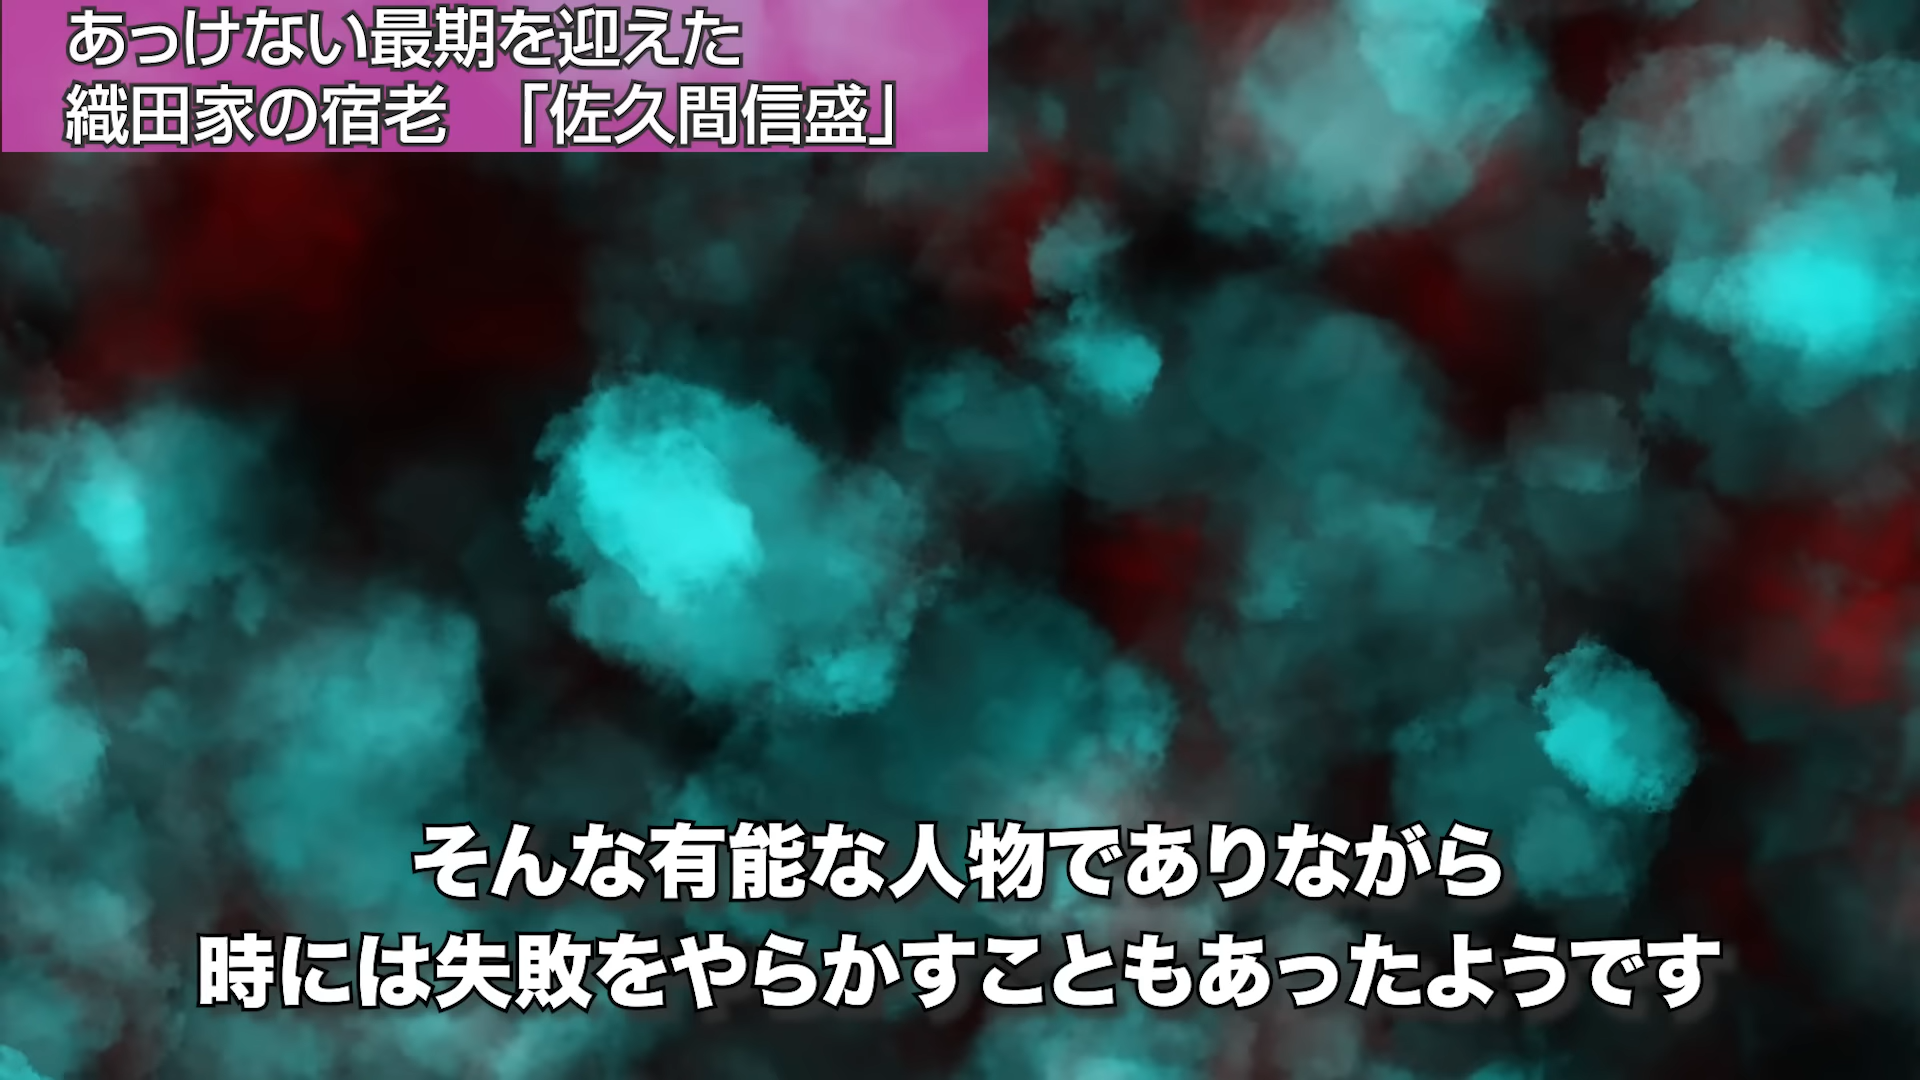 あっけない最期を迎えた
織田家の宿老 「佐久間信盛」
そんな有能な人物でありながら
時には失敗をやらかすこともあったようです